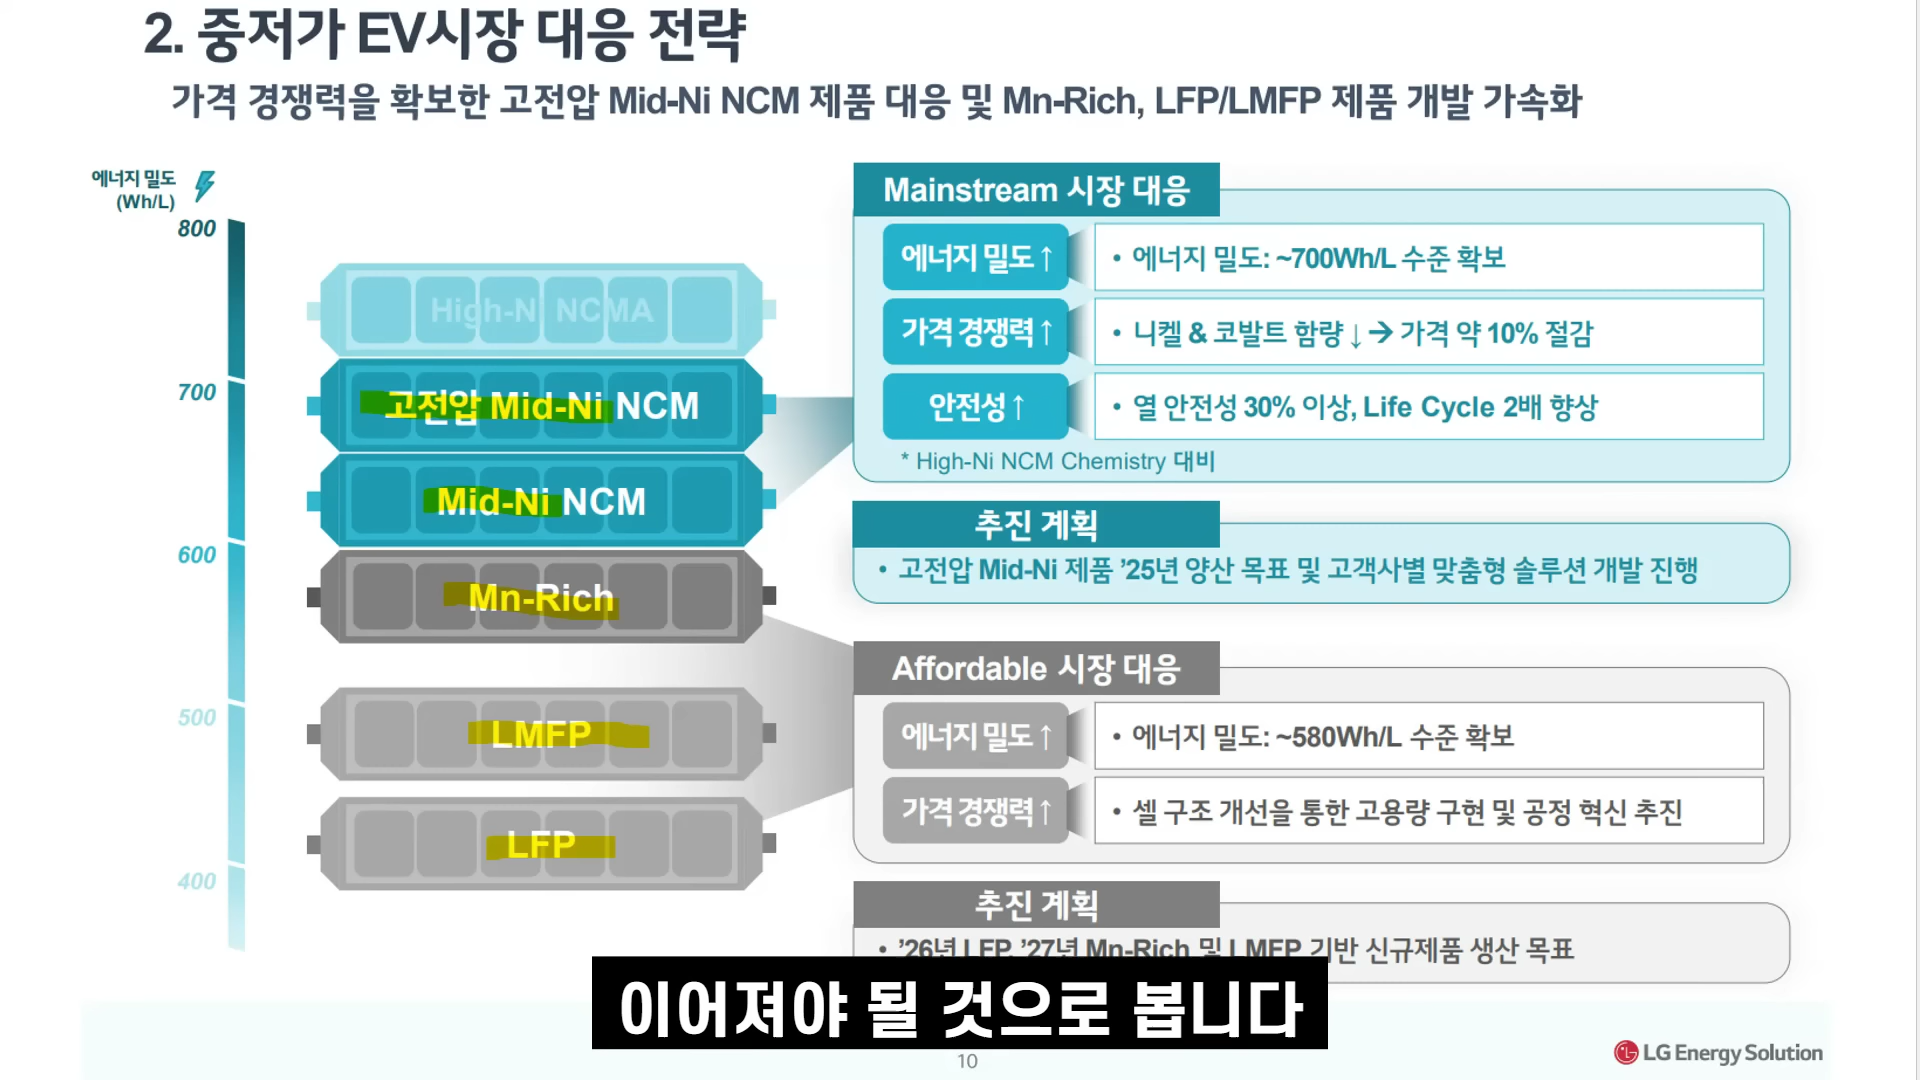 2. 중저가 EV시장 대응 전략
가격 경쟁력을 확보한 고전압 Mid-Ni NCM 제품 대응 및 Mn-Rich, LFP/LMFP 제품 개발 가속화
에너지 밀도
(Wh/L)
800
700
600
500
400
High-Ni NCMA
고전압 Mid-Ni NCM
Mid-Ni NCM
Mn-Rich
LMFP
LFP
Mainstream 시장 대응
에너지 밀도↑
• 에너지 밀도: ~700Wh/L 수준 확보
가격 경쟁력↑
• 니켈 & 코발트 함량↓→ 가격 약 10% 절감
안전성↑
• 열 안전성 30% 이상, Life Cycle 2배 향상
* High-Ni NCM Chemistry 대비
추진 계획
• 고전압 Mid-Ni 제품 ’25년 양산 목표 및 고객사별 맞춤형 솔루션 개발 진행
Affordable 시장 대응
에너지 밀도↑
• 에너지 밀도: ~580Wh/L 수준 확보
가격 경쟁력↑
• 셀 구조 개선을 통한 고용량 구현 및 공정 혁신 추진
추진 계획
• ’26년 LFP, ’27년 Mn-Rich 및 LMFP 기반 신규제품 생산 목표
이어져야 될 것으로 봅니다
10
LG Energy Solution